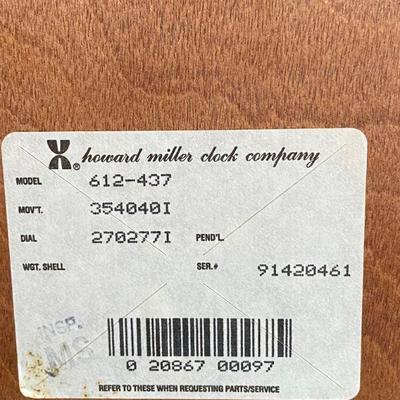 ® howard miller clock company
MODEL 612-437
MOV'T. 354040I
DIAL 270277I PEND'L.
WGT. SHELL SER.# 91420461
INSP.
MS
0 20867 00097
REFER TO THESE WHEN REQUESTING PARTS/SERVICE